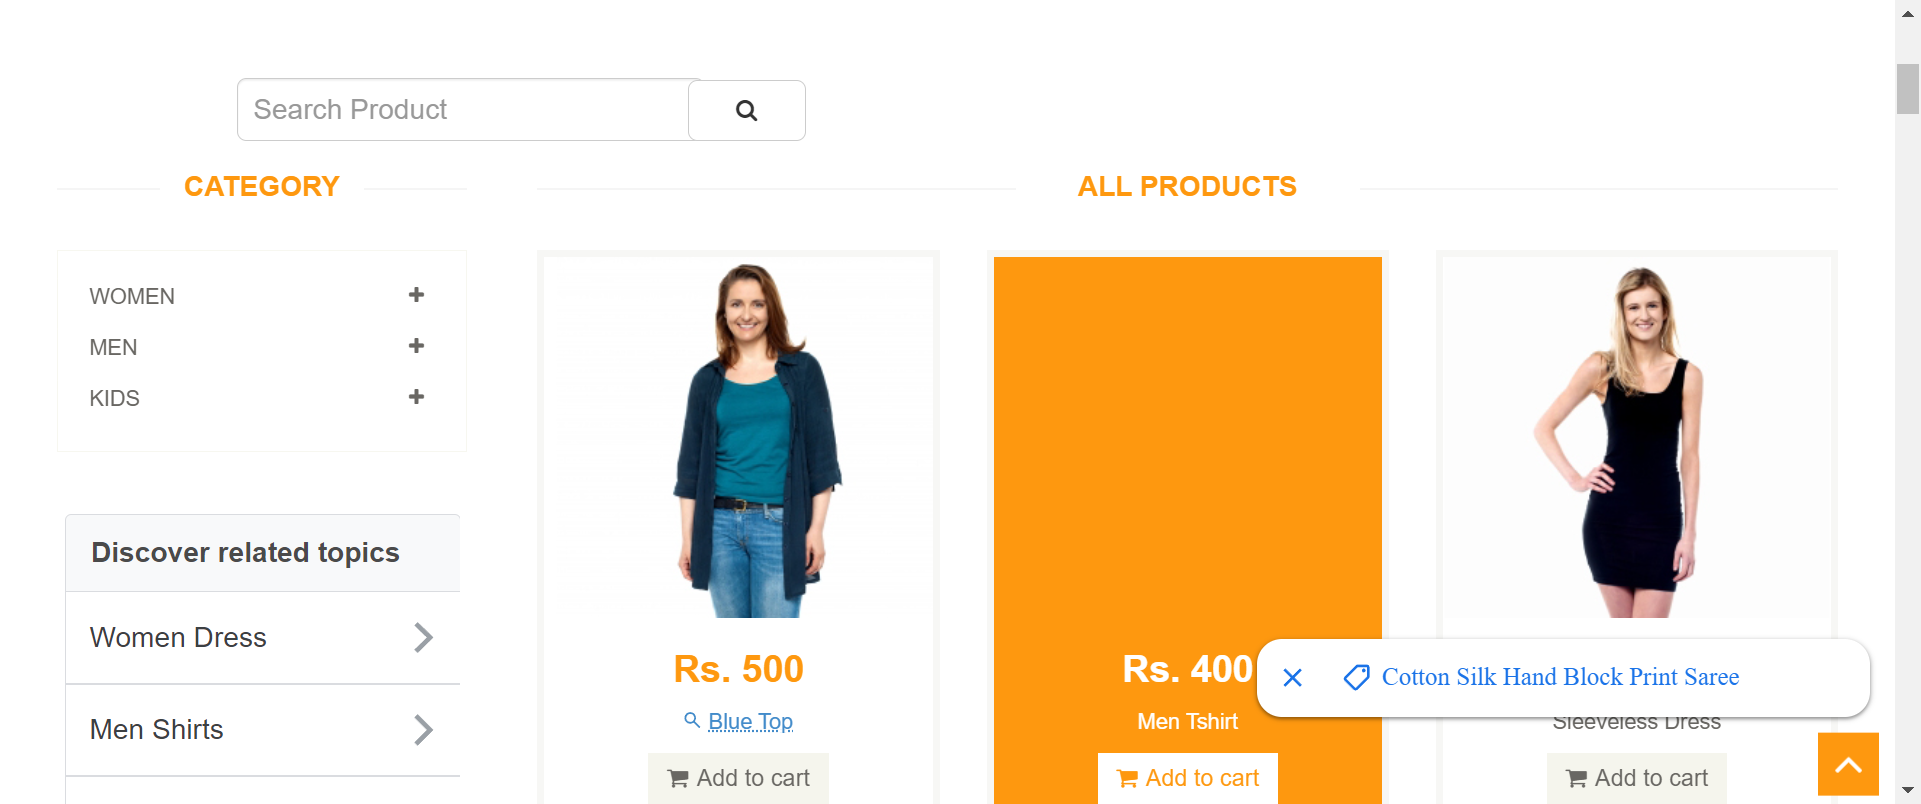 Search Product
CATEGORY
ALL PRODUCTS
WOMEN
MEN
KIDS
Discover related topics
Women Dress
Men Shirts
Rs. 500
Blue Top
Add to cart
Rs. 400
Men Tshirt
Add to cart
Cotton Silk Hand Block Print Saree
Sleeveless Dress
Add to cart